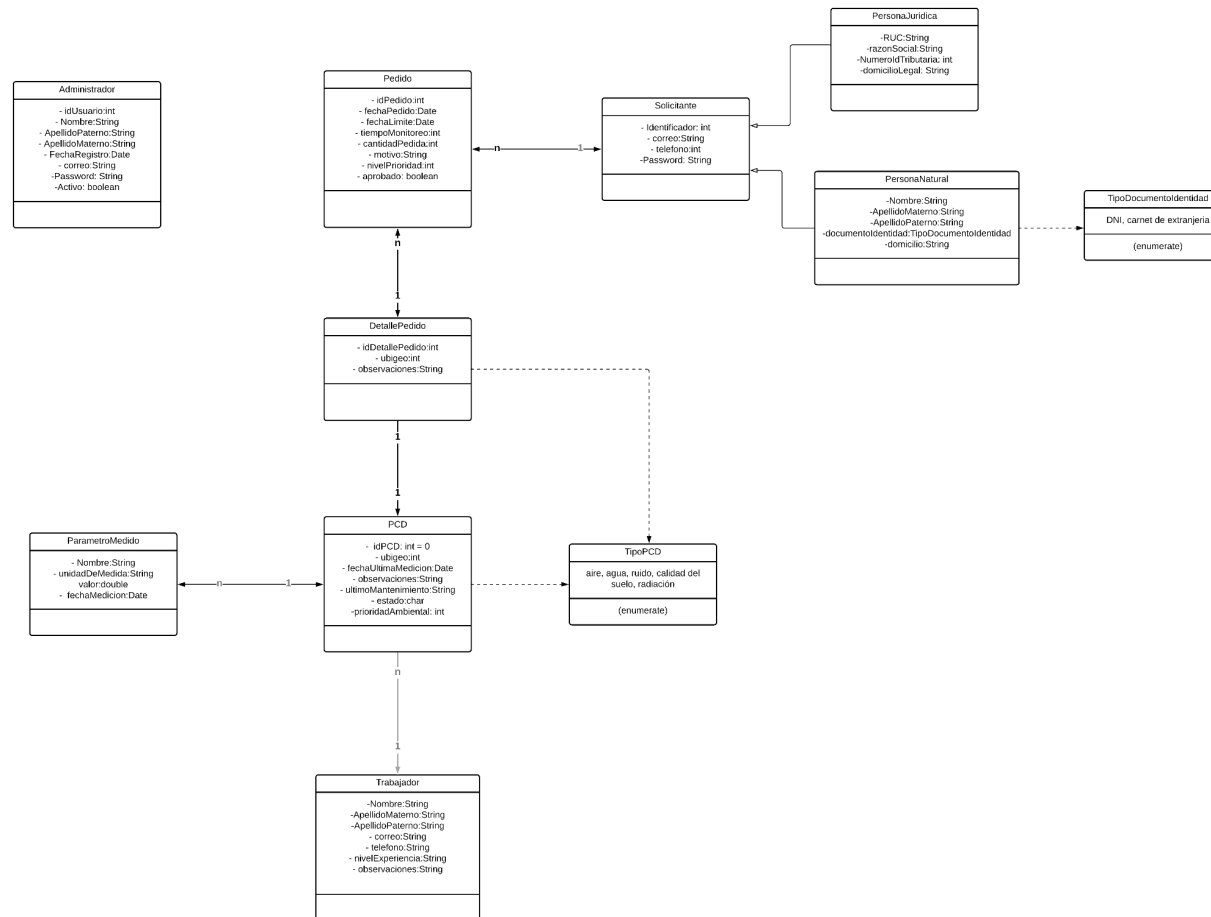 PersonaJuridica
-RUC:String
-razonSocial:String
-NumeroIdTributaria: int
-domicilioLegal: String
Administrador
- idUsuario:int
- Nombre:String
- ApellidoPaterno:String
- ApellidoMaterno:String
- FechaRegistro:Date
- correo:String
-Password: String
-Activo: boolean
Pedido
- idPedido:int
- fechaPedido:Date
- fechaLimite:Date
- tiempoMonitoreo:int
- cantidadPedida:int
- motivo:String
- nivelPrioridad:int
- aprobado: boolean
n
1
Solicitante
- Identificador: int
- correo:String
- telefono:int
-Password: String
PersonaNatural
-Nombre:String
-ApellidoMaterno:String
-ApellidoPaterno:String
-documentoIdentidad:TipoDocumentoIdentidad
-domicilio:String
TipoDocumentoIdentidad
DNI, carnet de extranjeria
(enumerate)
n
1
DetallePedido
- idDetallePedido:int
- ubigeo:int
- observaciones:String
1
1
PCD
- idPCD: int = 0
- ubigeo:int
- fechaUltimaMedicion:Date
- observaciones:String
- ultimoMantenimiento:String
- estado:char
-prioridadAmbiental: int
ParametroMedido
- Nombre:String
- unidadDeMedida:String
valor:double
- fechaMedicion:Date
n
1
TipoPCD
aire, agua, ruido, calidad del
suelo, radiación
(enumerate)
n
1
Trabajador
-Nombre:String
-ApellidoMaterno:String
-ApellidoPaterno:String
- correo:String
- telefono:String
- nivelExperiencia:String
- observaciones:String